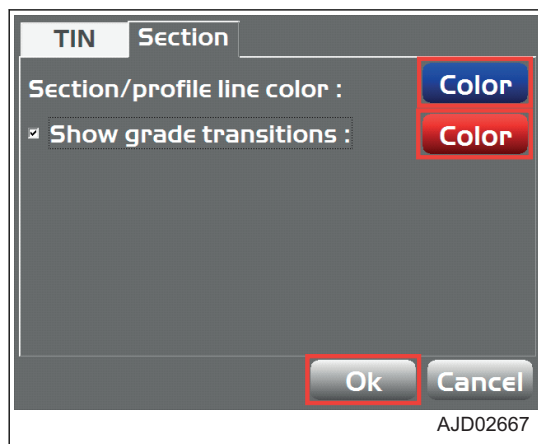 TIN Section
Section/profile line color : Color
Show grade transitions : Color
Ok Cancel
AJD02667